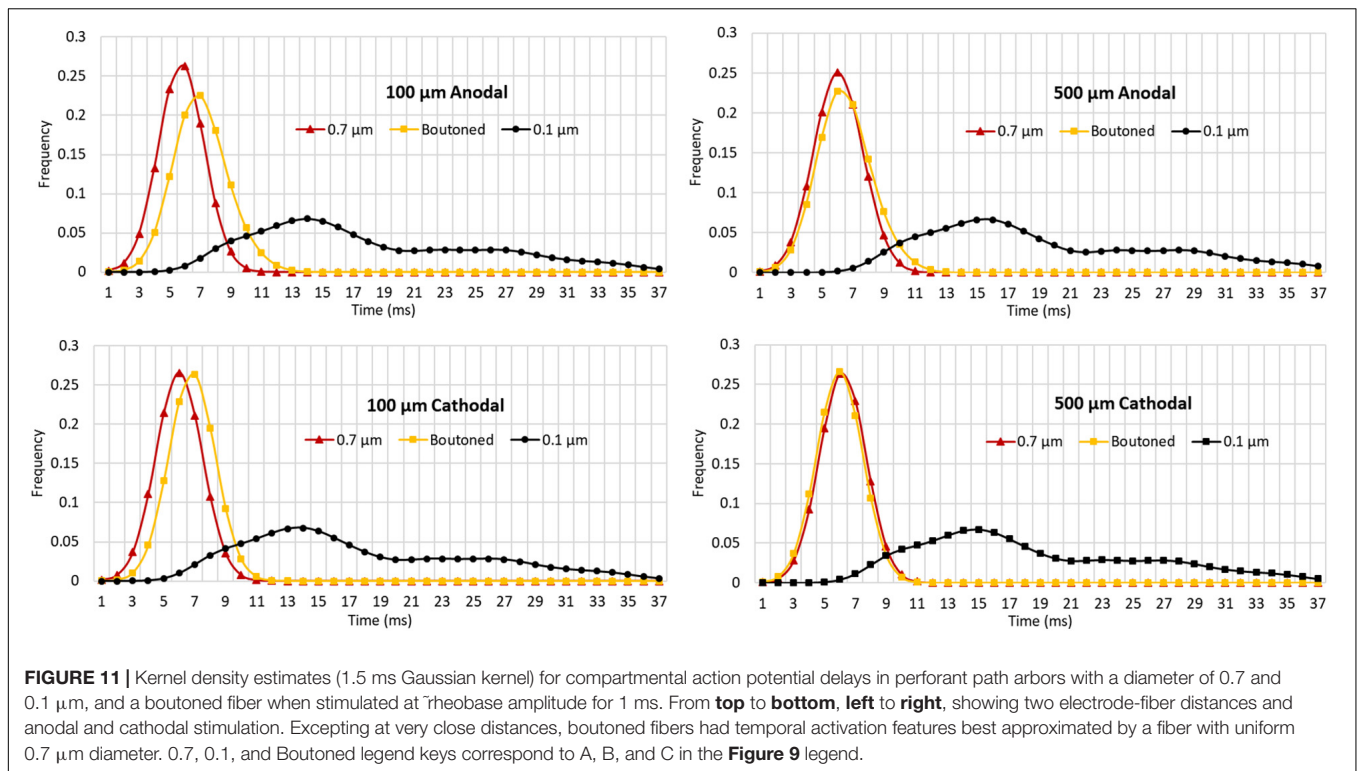 0.3
0.25
0.2
0.15
0.1
0.05
0
Frequency
100 µm Anodal
0.7 µm Boutoned 0.1 µm
1 3 5 7 9 11 13 15 17 19 21 23 25 27 29 31 33 35 37
Time (ms)
0.3
0.25
0.2
0.15
0.1
0.05
0
Frequency
500 µm Anodal
0.7 µm Boutoned 0.1 µm
1 3 5 7 9 11 13 15 17 19 21 23 25 27 29 31 33 35 37
Time (ms)
0.3
0.25
0.2
0.15
0.1
0.05
0
Frequency
100 µm Cathodal
0.7 µm Boutoned 0.1 µm
1 3 5 7 9 11 13 15 17 19 21 23 25 27 29 31 33 35 37
Time (ms)
0.3
0.25
0.2
0.15
0.1
0.05
0
Frequency
500 µm Cathodal
0.7 µm Boutoned 0.1 µm
1 3 5 7 9 11 13 15 17 19 21 23 25 27 29 31 33 35 37
Time (ms)
FIGURE 11 | Kernel density estimates (1.5 ms Gaussian kernel) for compartmental action potential delays in perforant path arbors with a diameter of 0.7 and
0.1 µm, and a boutoned fiber when stimulated at ˜rheobase amplitude for 1 ms. From top to bottom, left to right, showing two electrode-fiber distances and
anodal and cathodal stimulation. Excepting at very close distances, boutoned fibers had temporal activation features best approximated by a fiber with uniform
0.7 µm diameter. 0.7, 0.1, and Boutoned legend keys correspond to A, B, and C in the Figure 9 legend.